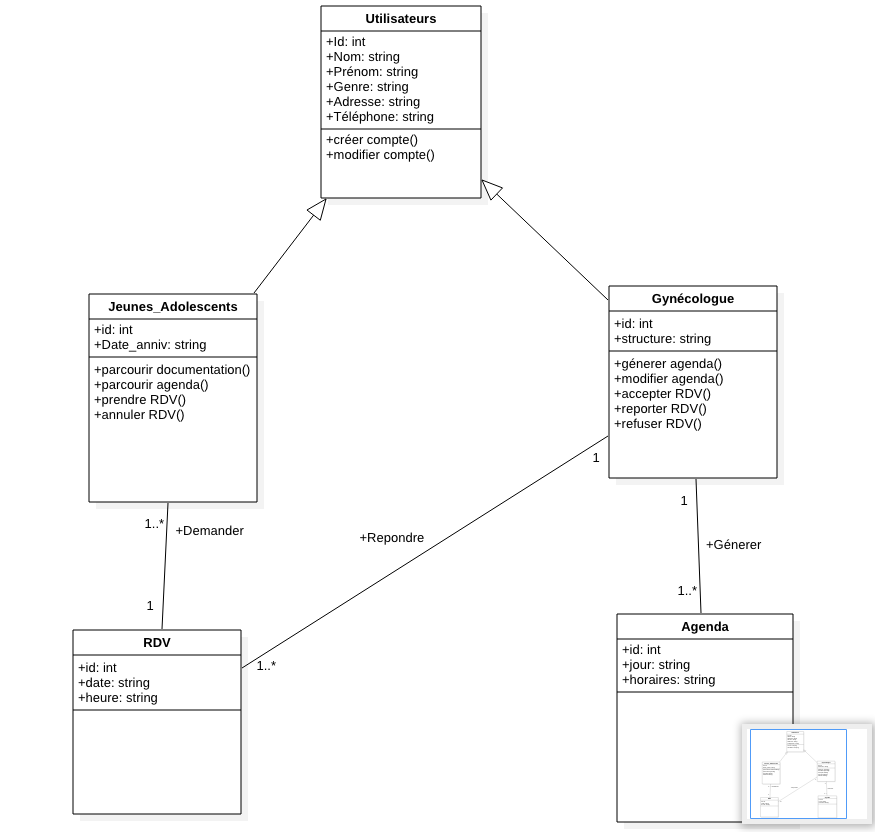 Utilisateurs
+Id: int
+Nom: string
+Prénom: string
+Genre: string
+Adresse: string
+Téléphone: string
+créer compte()
+modifier compte()
Jeunes_Adolescents
+id: int
+Date_anniv: string
+parcourir documentation()
+parcourir agenda()
+prendre RDV()
+annuler RDV()
Gynécologue
+id: int
+structure: string
+génerer agenda()
+modifier agenda()
+accepter RDV()
+reporter RDV()
+refuser RDV()
1..*
+Demander
1
+Repondre
1
1..*
1
+Génerer
1..*
RDV
+id: int
+date: string
+heure: string
Agenda
+id: int
+jour: string
+horaires: string